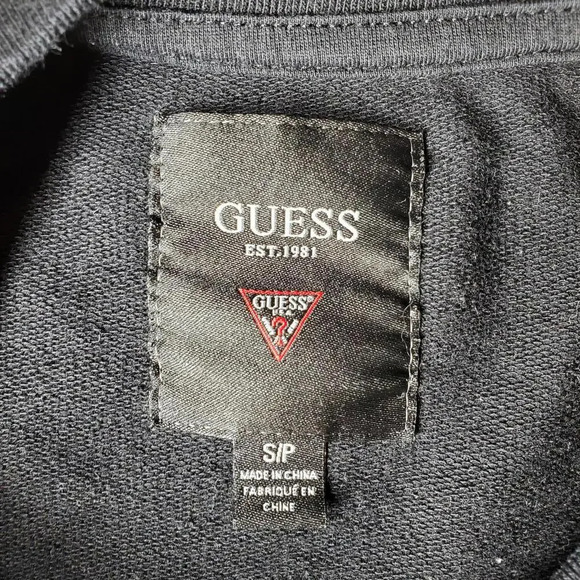 GUESS
EST.1981
GUESS®
U.S.A.
?
S/P
MADE IN CHINA
FABRIQUÉ EN
CHINE